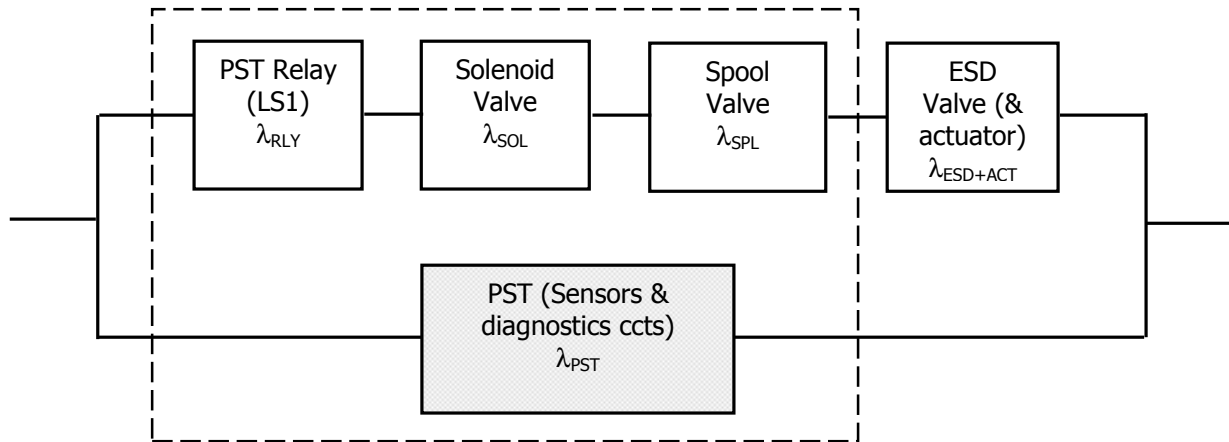 PST Relay
(LS1)
λRLY
Solenoid
Valve
λSOL
Spool
Valve
λSPL
ESD
Valve (&
actuator)
λESD+ACT
PST (Sensors &
diagnostics ccts)
λPST